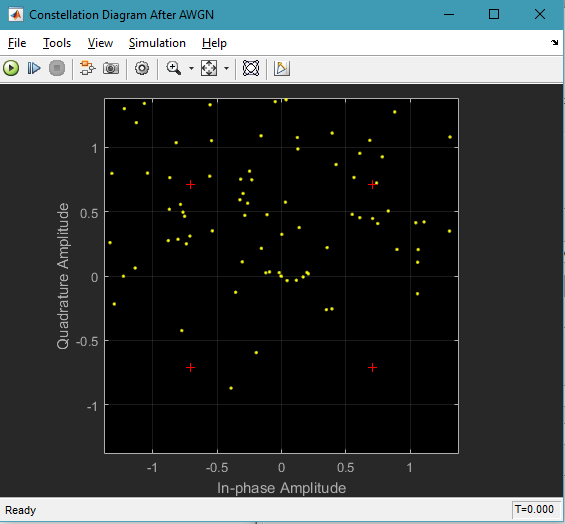 Constellation Diagram After AWGN
File Tools View Simulation Help
1
0.5
0
-0.5
-1
Quadrature Amplitude
-1 -0.5 0 0.5 1
In-phase Amplitude
Ready T=0.000